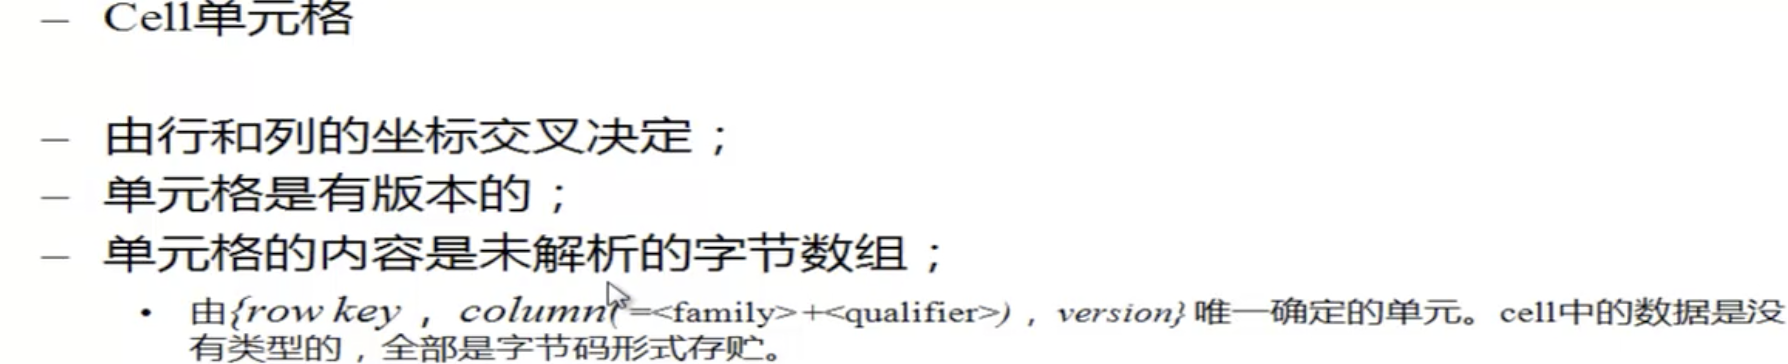 – Cell单元格
– 由行和列的坐标交叉决定；
– 单元格是有版本的；
– 单元格的内容是未解析的字节数组；
• 由{row key， column(=<family>+<qualifier>)，version}唯一确定的单元。cell中的数据是没
有类型的，全部是字节码形式存贮。